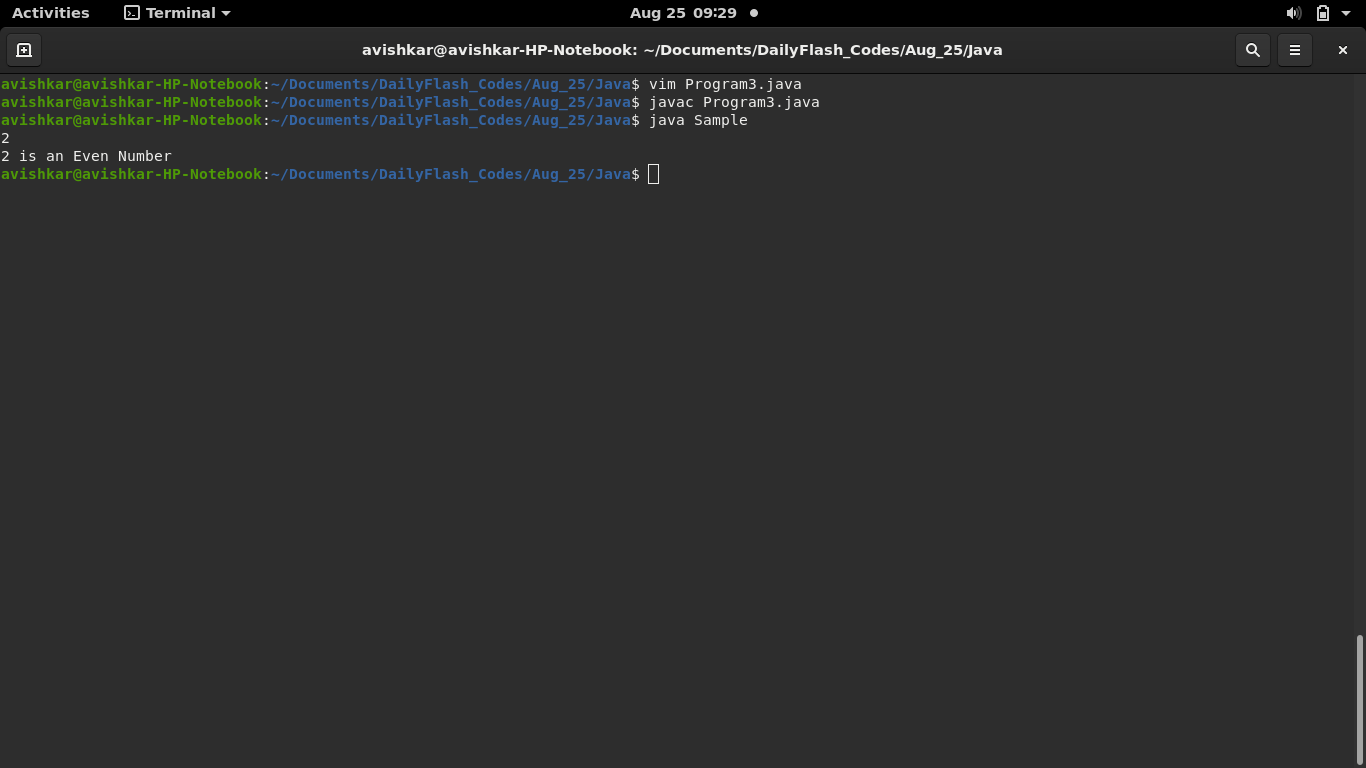 Activities Terminal Aug 25 09:29
avishkar@avishkar-HP-Notebook: ~/Documents/DailyFlash_Codes/Aug_25/Java
avishkar@avishkar-HP-Notebook:~/Documents/DailyFlash_Codes/Aug_25/Java$ vim Program3.java
avishkar@avishkar-HP-Notebook:~/Documents/DailyFlash_Codes/Aug_25/Java$ javac Program3.java
avishkar@avishkar-HP-Notebook:~/Documents/DailyFlash_Codes/Aug_25/Java$ java Sample
2
2 is an Even Number
avishkar@avishkar-HP-Notebook:~/Documents/DailyFlash_Codes/Aug_25/Java$